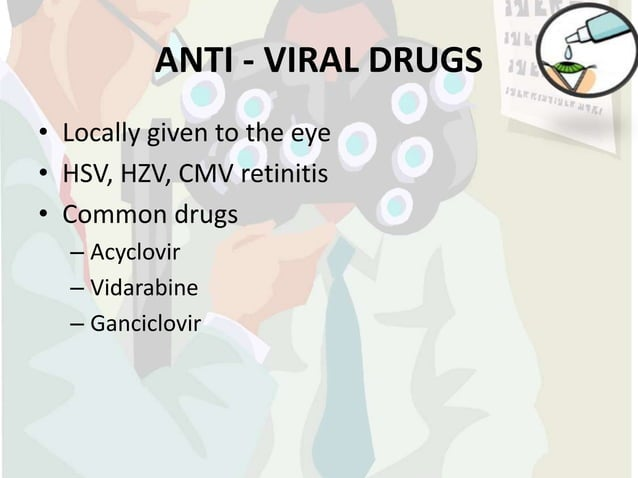 ANTI - VIRAL DRUGS
• Locally given to the eye
• HSV, HZV, CMV retinitis
• Common drugs
– Acyclovir
– Vidarabine
– Ganciclovir